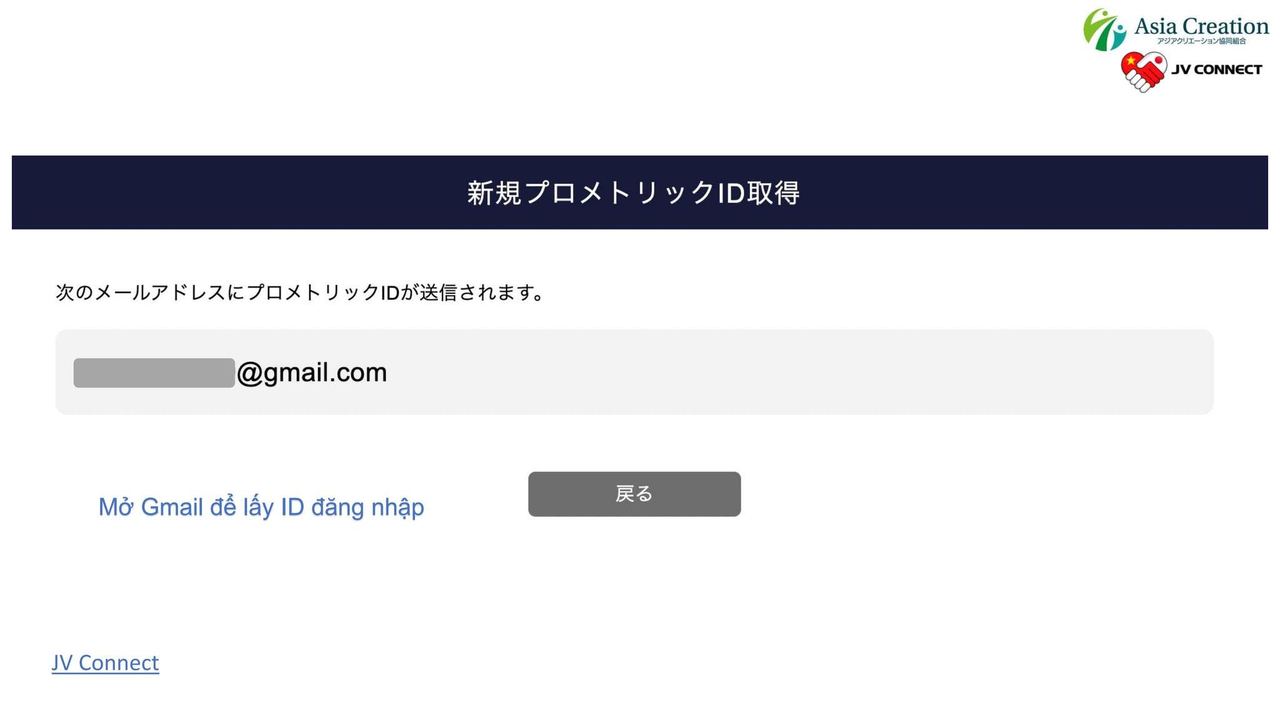 Asia Creation
アジアクリエーション協同組合
JV CONNECT
新規プロメトリックID取得
次のメールアドレスにプロメトリックIDが送信されます。
@gmail.com
戻る
Mở Gmail để lấy ID đăng nhập
JV Connect